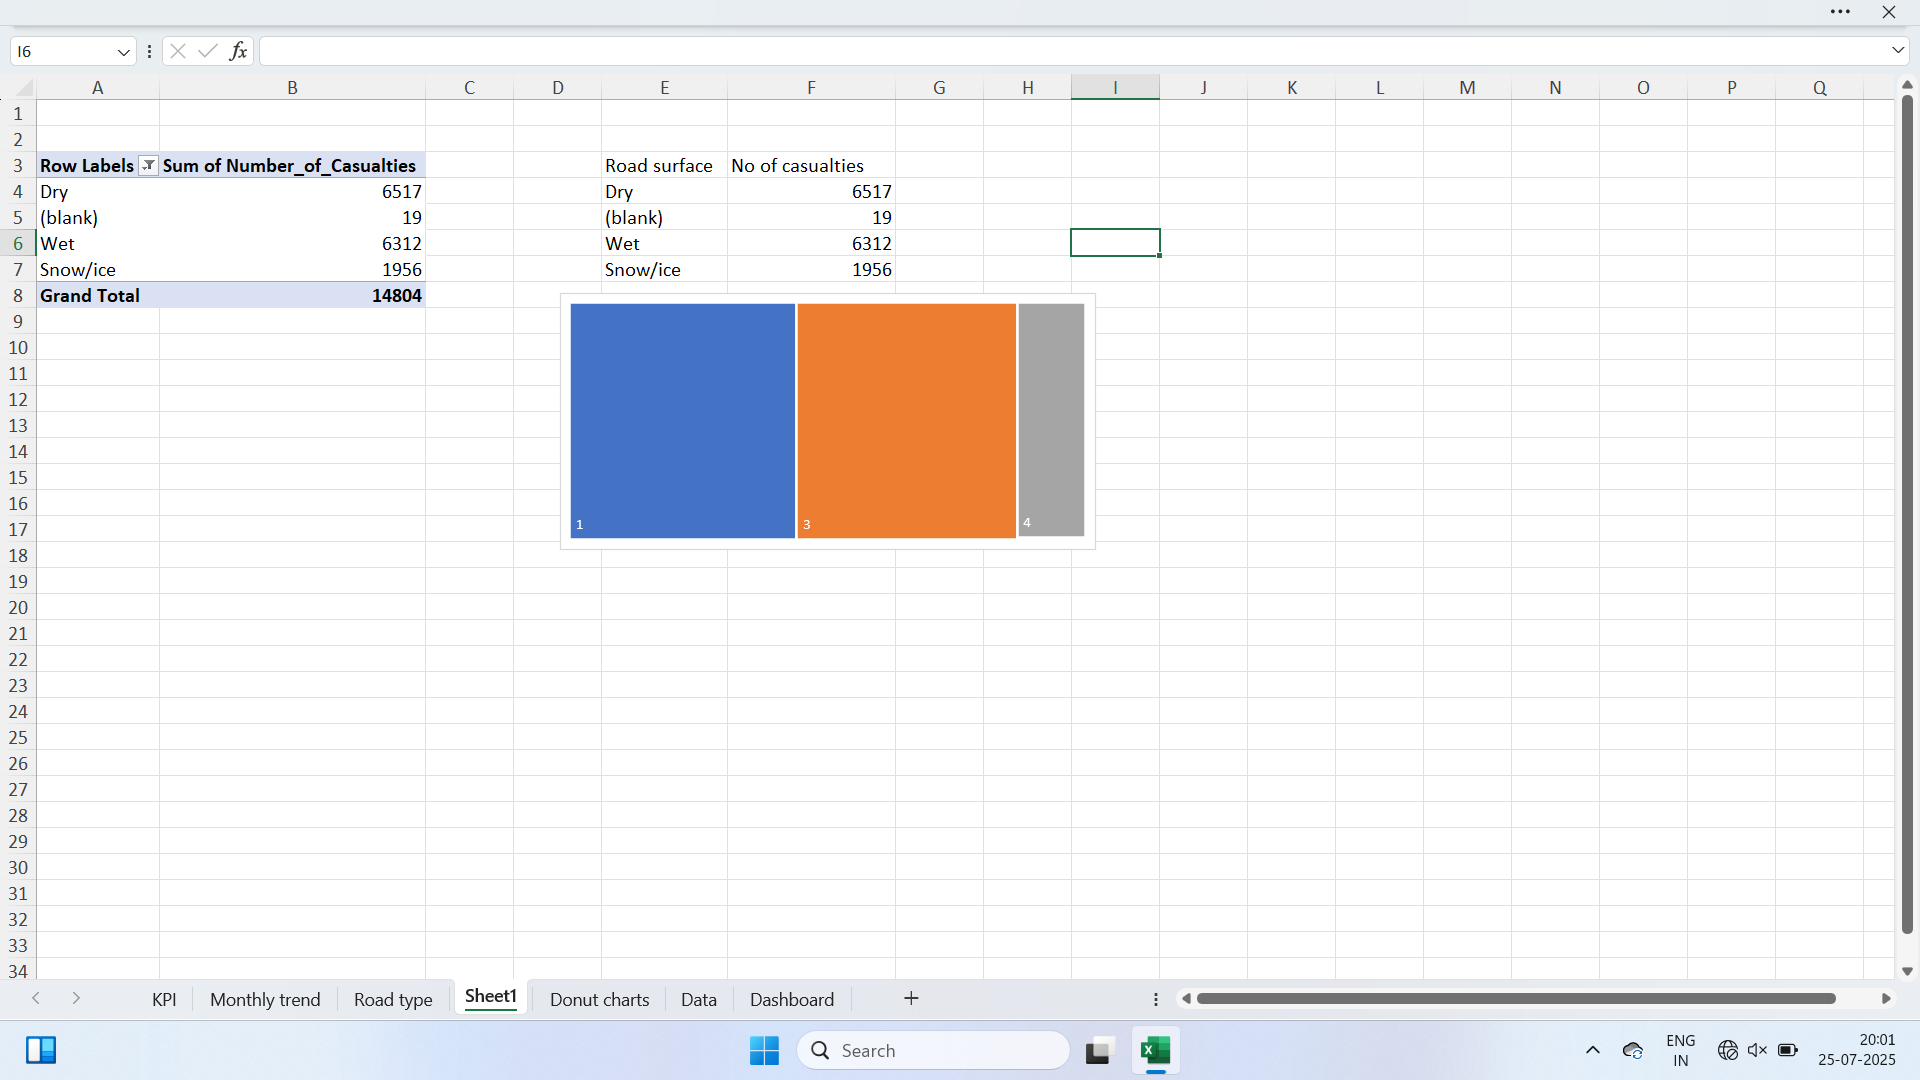 I6
fx
A B C D E F G H I J K L M N O P Q
1
2
3 Row Labels Sum of Number_of_Casualties Road surface No of casualties
4 Dry 6517 Dry 6517
5 (blank) 19 (blank) 19
6 Wet 6312 Wet 6312
7 Snow/ice 1956 Snow/ice 1956
8 Grand Total 14804
9
10
11
12
13
14
15
16
17
1 3 4
18
19
20
21
22
23
24
25
26
27
28
29
30
31
32
33
34
KPI Monthly trend Road type Sheet1 Donut charts Data Dashboard
Search
ENG
IN
20:01
25-07-2025